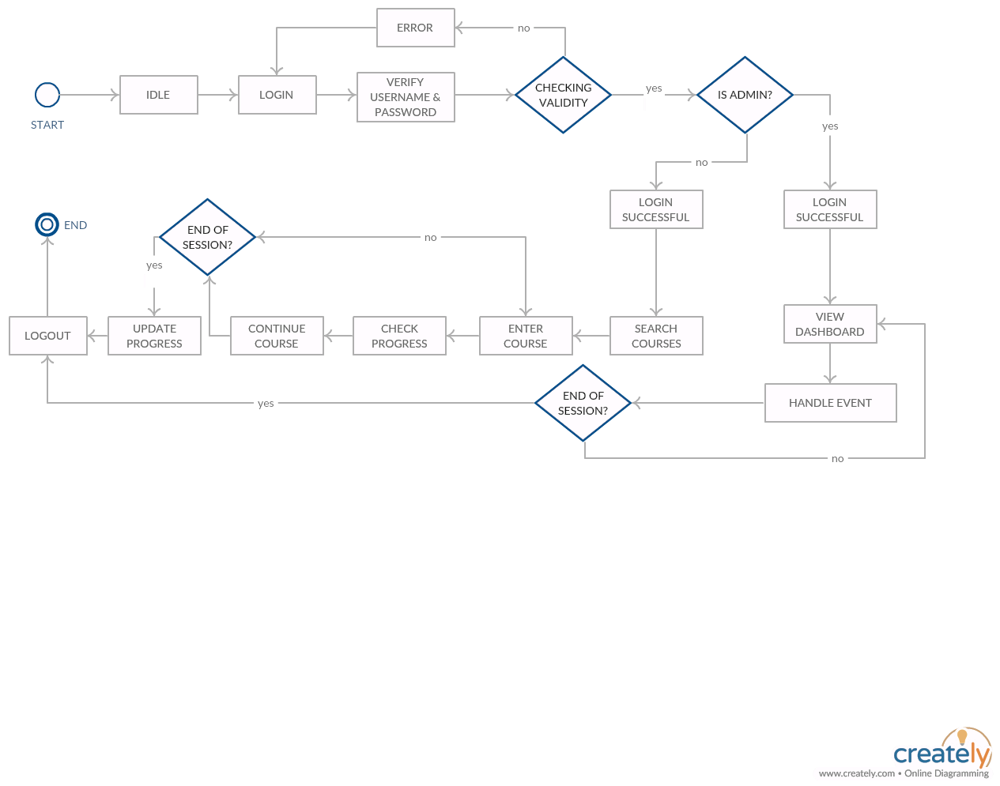 ERROR
no
START
IDLE
LOGIN
VERIFY
USERNAME &
PASSWORD
CHECKING
VALIDITY
yes
IS ADMIN?
yes
no
LOGIN
SUCCESSFUL
LOGIN
SUCCESSFUL
END
END OF
SESSION?
no
yes
LOGOUT
UPDATE
PROGRESS
CONTINUE
COURSE
CHECK
PROGRESS
ENTER
COURSE
SEARCH
COURSES
VIEW
DASHBOARD
END OF
SESSION?
HANDLE EVENT
yes
no
creately
www.creately.com • Online Diagramming